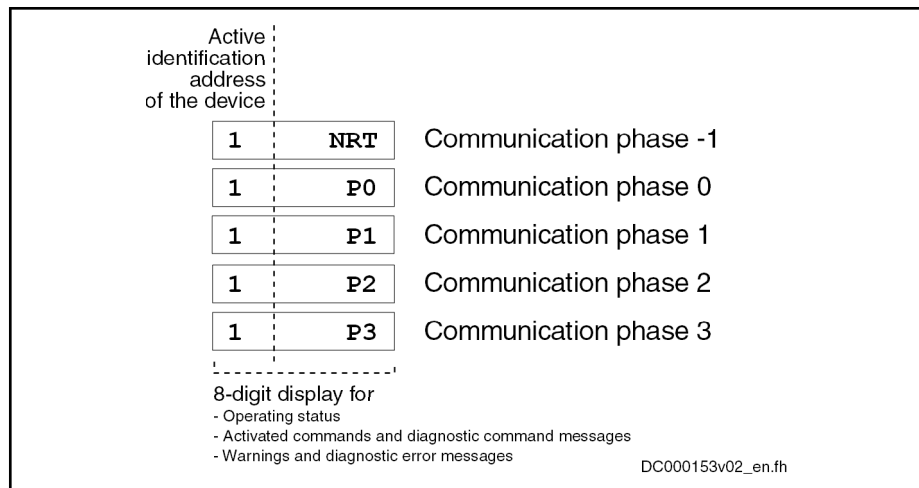 Active
identification
address
of the device
1 NRT Communication phase -1
1 P0 Communication phase 0
1 P1 Communication phase 1
1 P2 Communication phase 2
1 P3 Communication phase 3
8-digit display for
- Operating status
- Activated commands and diagnostic command messages
- Warnings and diagnostic error messages
DC000153v02_en.fh